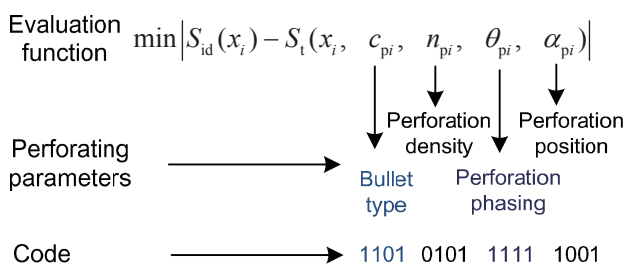 Evaluation function min|S_id(x_i) − S_t(x_i, c_pi, n_pi, θ_pi, α_pi)|
Perforation density
Perforation position
Perforating parameters
Bullet type
Perforation phasing
Code 1101 0101 1111 1001